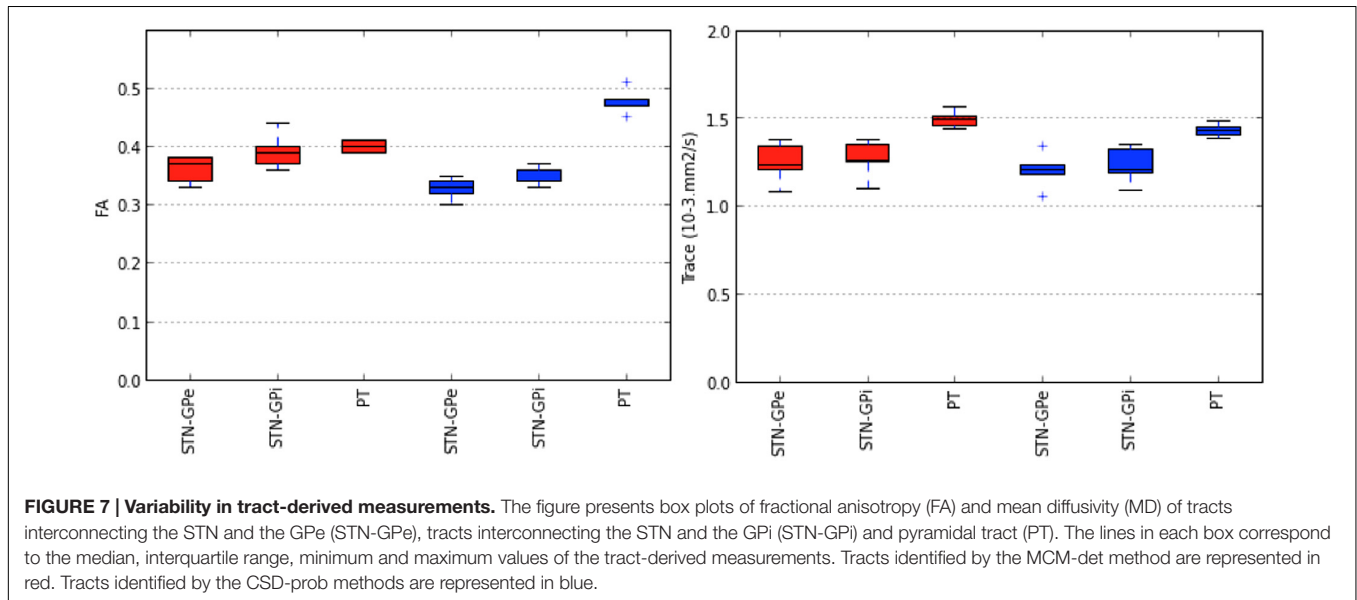 0.5
0.4
0.3
0.2
0.1
0.0
FA
STN-GPe
STN-GPi
PT
STN-GPe
STN-GPi
PT
2.0
1.5
1.0
0.5
0.0
Trace (10-3.mm2/s)
STN-GPe
STN-GPi
PT
STN-GPe
STN-GPi
PT
FIGURE 7 | Variability in tract-derived measurements. The figure presents box plots of fractional anisotropy (FA) and mean diffusivity (MD) of tracts
interconnecting the STN and the GPe (STN-GPe), tracts interconnecting the STN and the GPi (STN-GPi) and pyramidal tract (PT). The lines in each box correspond
to the median, interquartile range, minimum and maximum values of the tract-derived measurements. Tracts identified by the MCM-det method are represented in
red. Tracts identified by the CSD-prob methods are represented in blue.